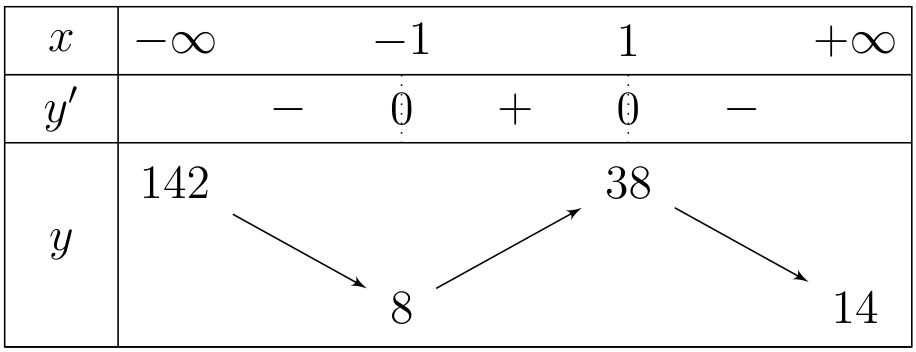 x −∞ −1 1 +∞
y′ − 0 + 0 −
142 38
y
8 14